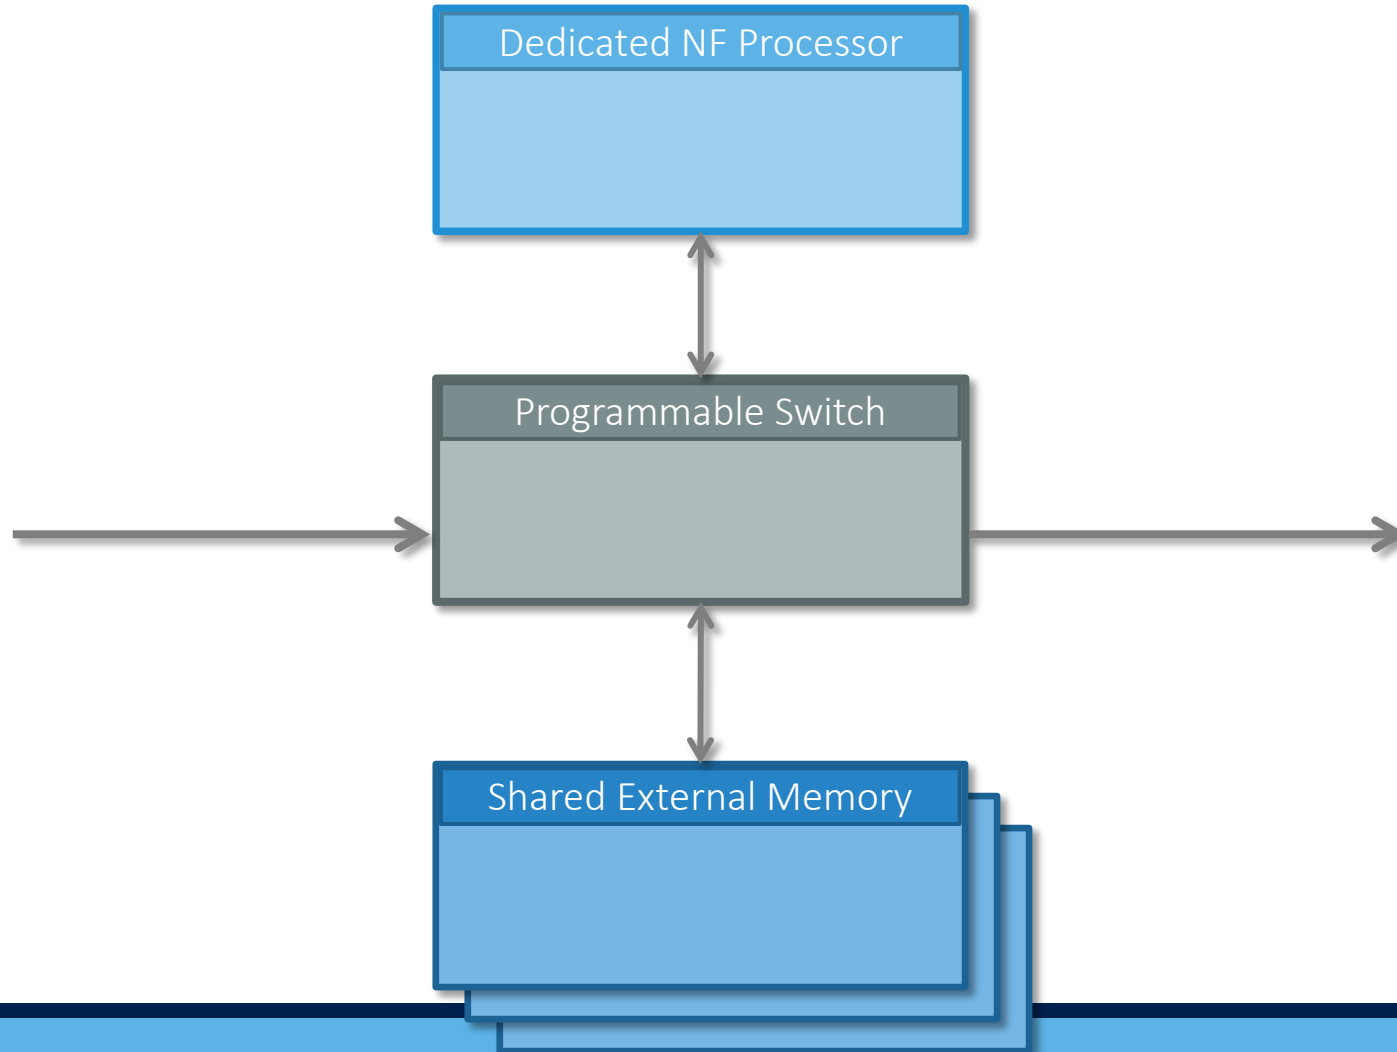 Dedicated NF Processor
Programmable Switch
Shared External Memory